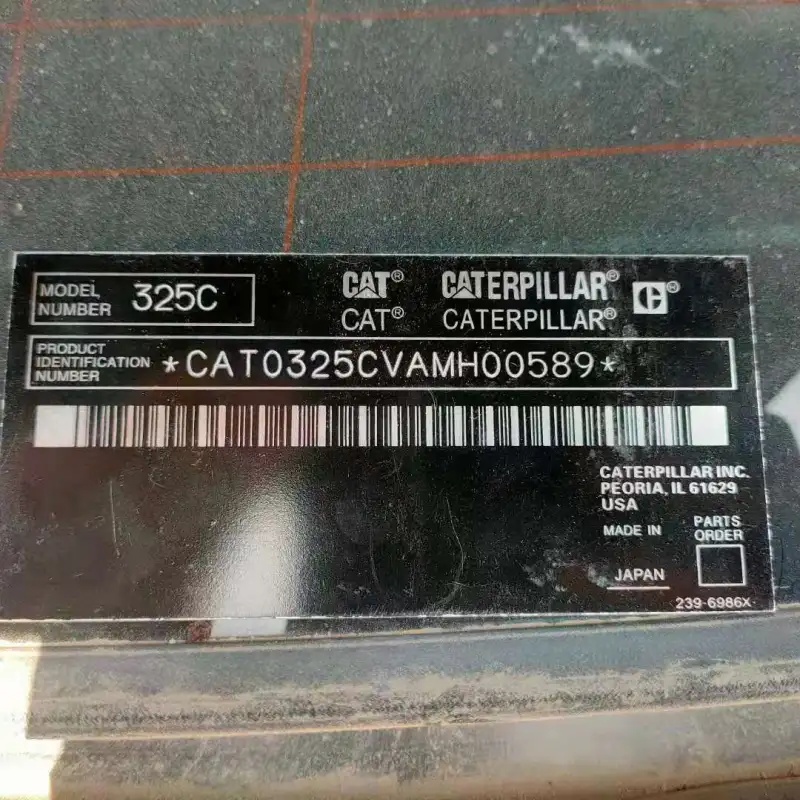 MODEL NUMBER 325C
CAT® CATERPILLAR® C®
CAT® CATERPILLAR®
PRODUCT
IDENTIFICATION
NUMBER
*CAT0325CVAMH00589*
CATERPILLAR INC.
PEORIA, IL 61629
USA
MADE IN
JAPAN
PARTS
ORDER
239-6986X